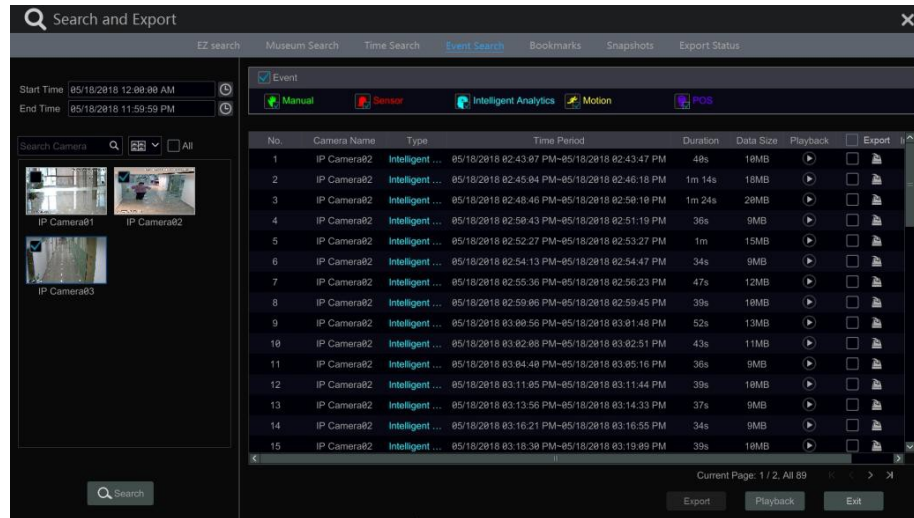 Search and Export
EZ search Museum Search Time Search Event Search Bookmarks Snapshots Export Status
Start Time 05/18/2018 12:00:00 AM
End Time 05/18/2018 11:59:59 PM
Search Camera All
IP Camera01 IP Camera02
IP Camera03
Search
Event
Manual Sensor Intelligent Analytics Motion POS
No. Camera Name Type Time Period Duration Data Size Playback Export
1 IP Camera02 Intelligent ... 05/18/2018 02:43:07 PM~05/18/2018 02:43:47 PM 40s 10MB
2 IP Camera02 Intelligent ... 05/18/2018 02:45:04 PM~05/18/2018 02:46:18 PM 1m 14s 18MB
3 IP Camera02 Intelligent ... 05/18/2018 02:48:46 PM~05/18/2018 02:50:10 PM 1m 24s 20MB
4 IP Camera02 Intelligent ... 05/18/2018 02:50:43 PM~05/18/2018 02:51:19 PM 36s 9MB
5 IP Camera02 Intelligent ... 05/18/2018 02:52:27 PM~05/18/2018 02:53:27 PM 1m 15MB
6 IP Camera02 Intelligent ... 05/18/2018 02:54:13 PM~05/18/2018 02:54:47 PM 34s 9MB
7 IP Camera02 Intelligent ... 05/18/2018 02:55:36 PM~05/18/2018 02:56:23 PM 47s 12MB
8 IP Camera02 Intelligent ... 05/18/2018 02:59:06 PM~05/18/2018 02:59:45 PM 39s 10MB
9 IP Camera02 Intelligent ... 05/18/2018 03:00:56 PM~05/18/2018 03:01:48 PM 52s 13MB
10 IP Camera02 Intelligent ... 05/18/2018 03:02:08 PM~05/18/2018 03:02:51 PM 43s 11MB
11 IP Camera02 Intelligent ... 05/18/2018 03:04:40 PM~05/18/2018 03:05:16 PM 36s 9MB
12 IP Camera02 Intelligent ... 05/18/2018 03:11:05 PM~05/18/2018 03:11:44 PM 39s 10MB
13 IP Camera02 Intelligent ... 05/18/2018 03:13:56 PM~05/18/2018 03:14:33 PM 37s 9MB
14 IP Camera02 Intelligent ... 05/18/2018 03:16:21 PM~05/18/2018 03:16:55 PM 34s 9MB
15 IP Camera02 Intelligent ... 05/18/2018 03:18:30 PM~05/18/2018 03:19:09 PM 39s 10MB
Current Page: 1 / 2, All 89
Export Playback Exit